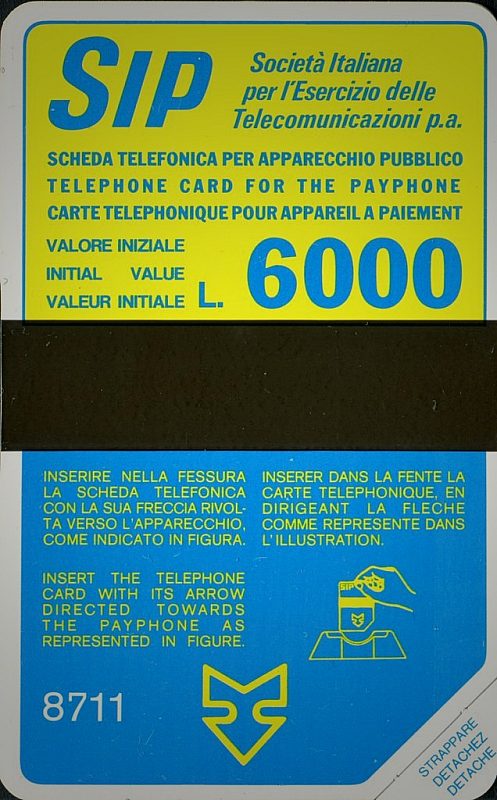 SIP
Società Italiana
per l'Esercizio delle
Telecomunicazioni p.a.
SCHEDA TELEFONICA PER APPARECCHIO PUBBLICO
TELEPHONE CARD FOR THE PAYPHONE
CARTE TELEPHONIQUE POUR APPAREIL A PAIEMENT
VALORE INIZIALE
INITIAL VALUE
VALEUR INITIALE L. 6000
INSERIRE NELLA FESSURA
LA SCHEDA TELEFONICA
CON LA SUA FRECCIA RIVOL-
TA VERSO L'APPARECCHIO,
COME INDICATO IN FIGURA.
INSERER DANS LA FENTE LA
CARTE TELEPHONIQUE, EN
DIRIGEANT LA FLECHE
COMME REPRESENTE DANS
L'ILLUSTRATION.
INSERT THE TELEPHONE
CARD WITH ITS ARROW
DIRECTED TOWARDS
THE PAYPHONE AS
REPRESENTED IN FIGURE.
SIP
8711
STRAPPARE
DETACHEZ
DETACHE